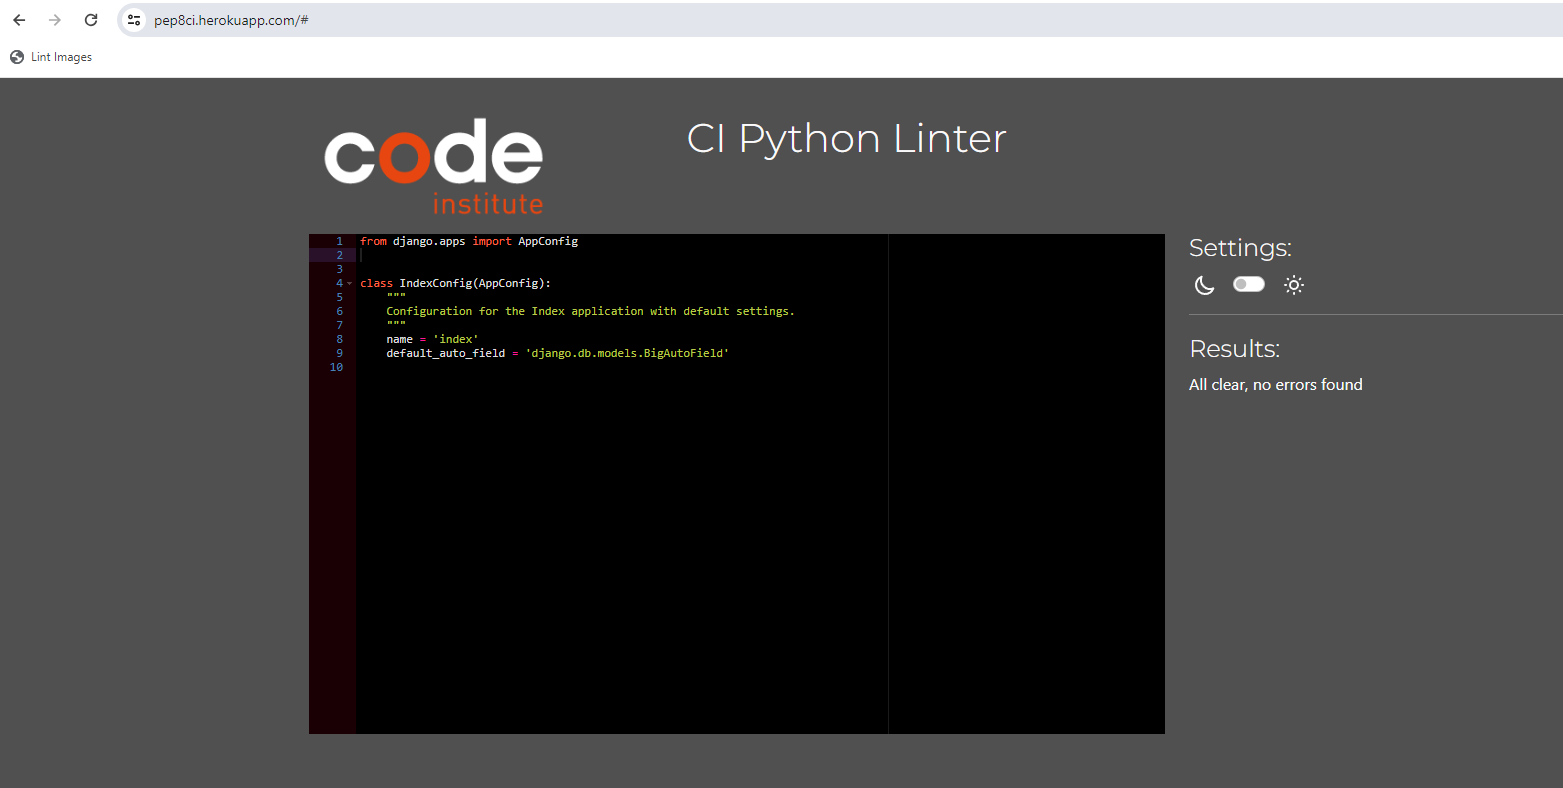 pep8ci.herokuapp.com/#
Lint Images
code
institute
CI Python Linter
1 from django.apps import AppConfig
2
3
4 class IndexConfig(AppConfig):
5     """
6     Configuration for the Index application with default settings.
7     """
8     name = 'index'
9     default_auto_field = 'django.db.models.BigAutoField'
10
Settings:
Results:
All clear, no errors found